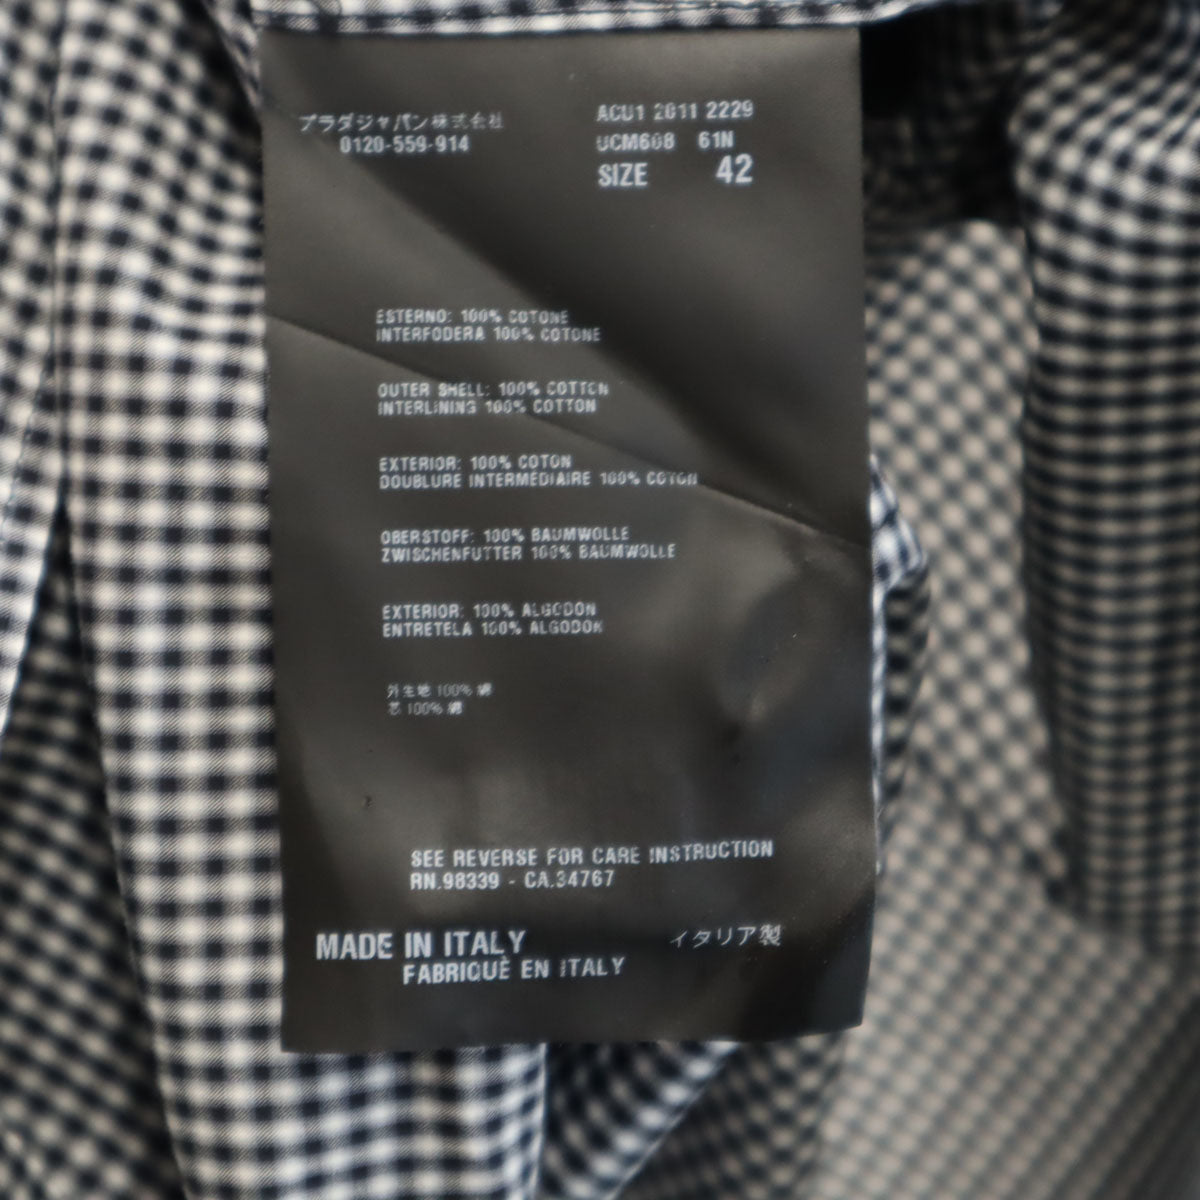 プラダジャパン株式会社
0120-559-914
ACU1 2011 2229
UCM608 61N
SIZE 42
ESTERNO: 100% COTONE
INTERFODERA 100% COTONE
OUTER SHELL: 100% COTTON
INTERLINING 100% COTTON
EXTERIOR: 100% COTON
DOUBLURE INTERMEDIAIRE 100% COTON
OBERSTOFF: 100% BAUMWOLLE
ZWISCHENFUTTER 100% BAUMWOLLE
EXTERIOR: 100% ALGODON
ENTRETELA 100% ALGODON
外生地 100% 綿
芯 100% 綿
SEE REVERSE FOR CARE INSTRUCTION
RN.98339 - CA.34767
MADE IN ITALY
イタリア製
FABRIQUÈ EN ITALY